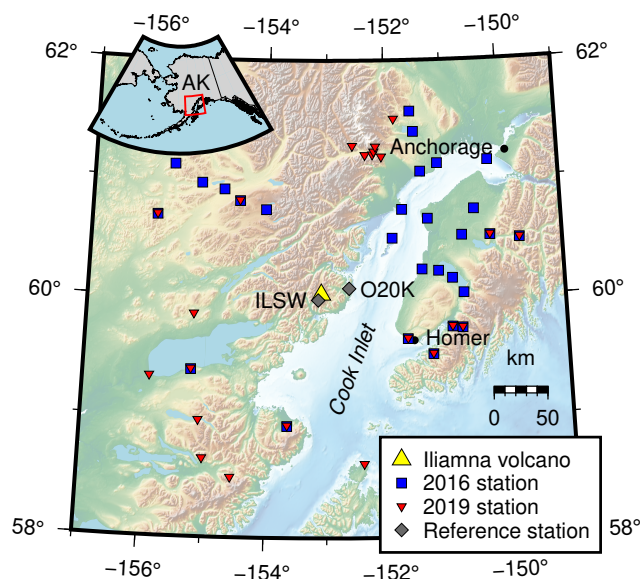 −156° −154° −152° −150°
62° 62°
AK
Anchorage
60° 60°
ILSW O20K
Cook Inlet
Homer
km
0 50
Iliamna volcano
2016 station
2019 station
Reference station
58° 58°
−156° −154° −152° −150°